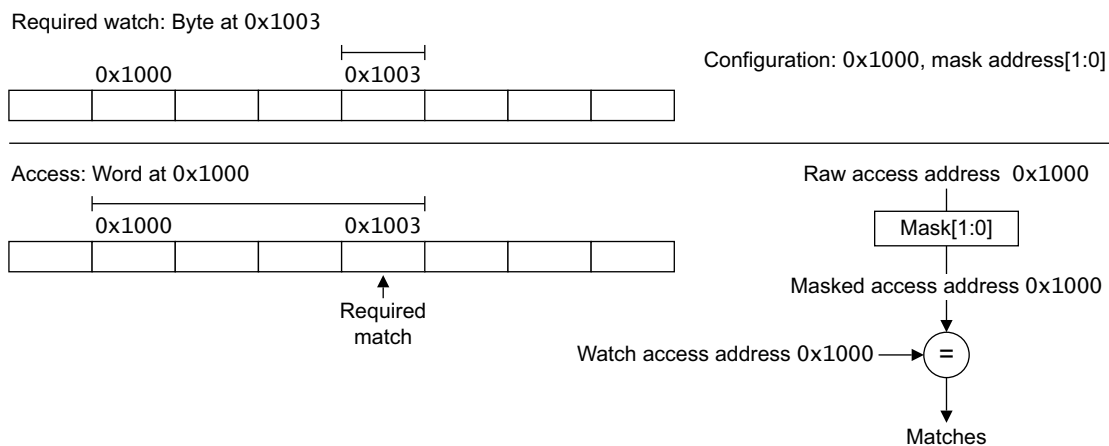 Required watch: Byte at 0x1003
0x1000 0x1003
Configuration: 0x1000, mask address[1:0]
Access: Word at 0x1000
0x1000 0x1003
Required
match
Raw access address 0x1000
Mask[1:0]
Masked access address 0x1000
Watch access address 0x1000
=
Matches